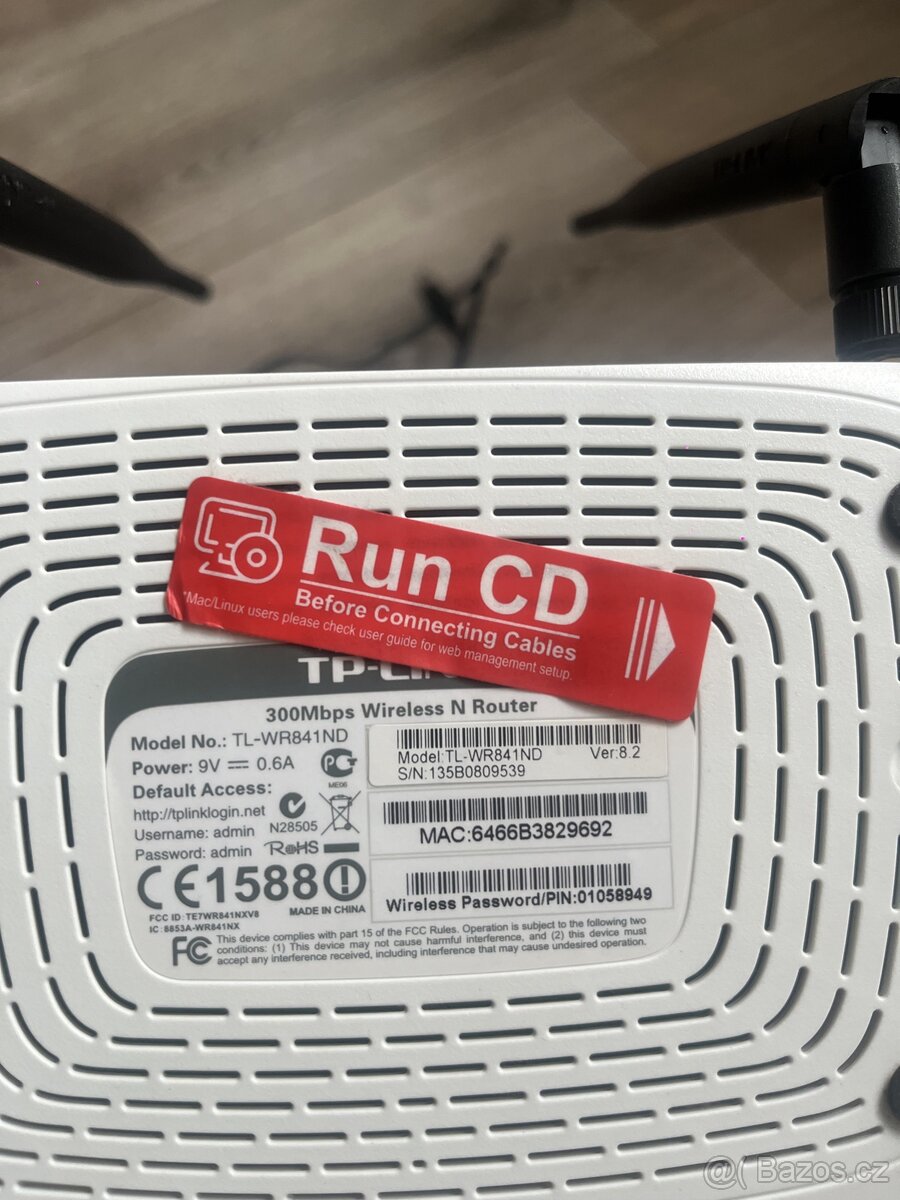 Run CD
Before Connecting Cables
*Mac/Linux users please check user guide for web management setup.
TP-LIN
300Mbps Wireless N Router
Model No.: TL-WR841ND
Power: 9V ⎓ 0.6A
Default Access:
http://tplinklogin.net
Username: admin
Password: admin
ME06
N28505
RoHS
CE1588
MADE IN CHINA
FCC ID: TE7WR841NXV8
IC: 8853A-WR841NX
Model:TL-WR841ND Ver:8.2
S/N:135B0809539
MAC:6466B3829692
Wireless Password/PIN:01058949
FC This device complies with part 15 of the FCC Rules. Operation is subject to the following two
conditions: (1) This device may not cause harmful interference, and (2) this device must
accept any interference received, including interference that may cause undesired operation.
@( Bazos.cz